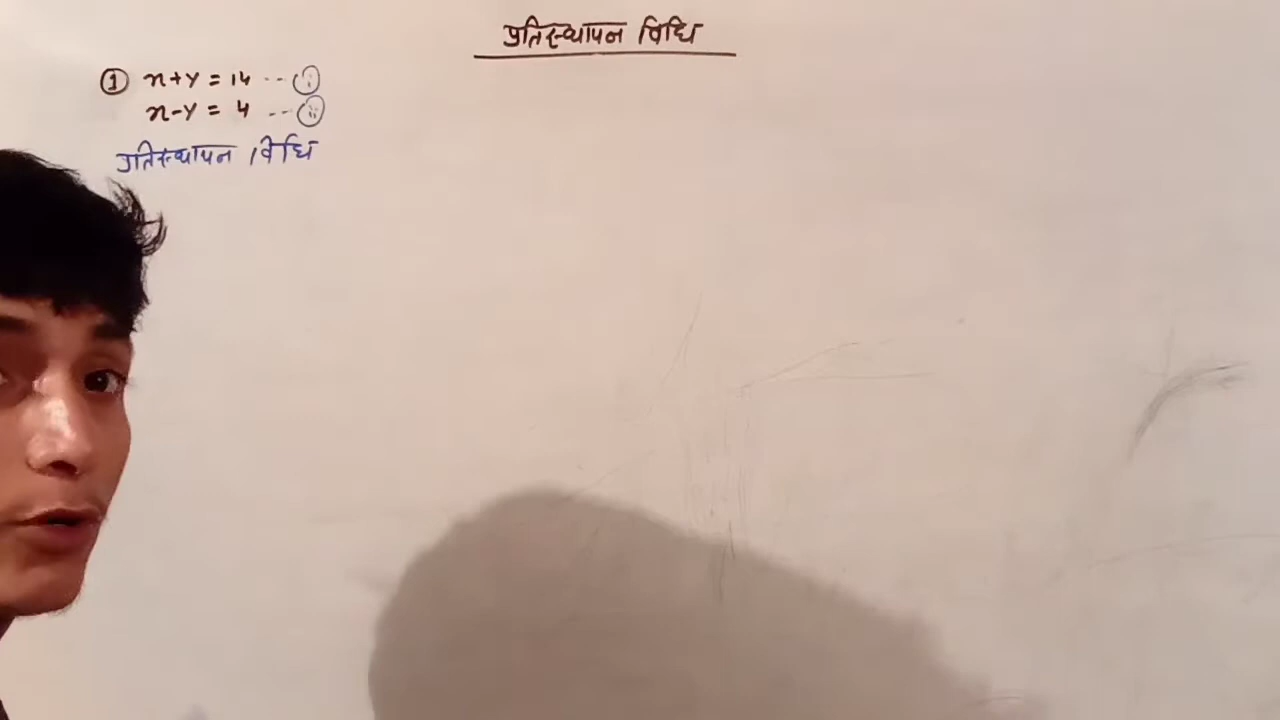 प्रतिस्थापन विधि
① x+y = 14 --- (i)
x-y = 4 --- (ii)
प्रतिस्थापन विधि